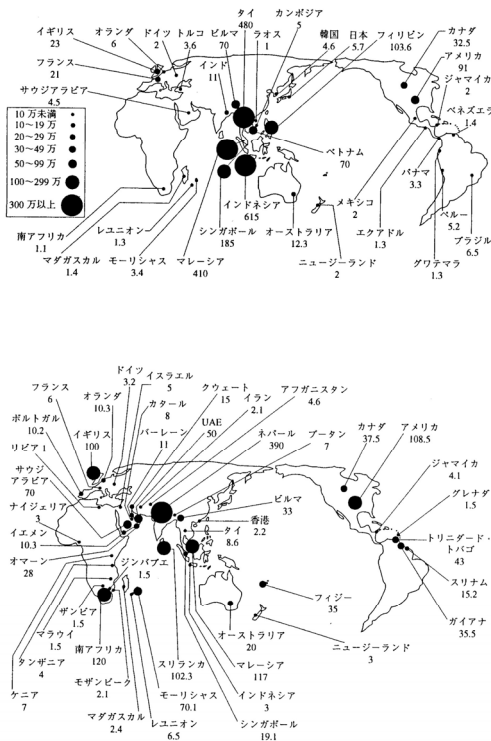 イギリス
23
オランダ
6
ドイツ
2
トルコ
3.6
ビルマ
70
タイ
480
ラオス
1
カンボジア
5
韓国
4.6
日本
5.7
フィリピン
103.6
カナダ
32.5
アメリカ
91
ジャマイカ
2
ベネズエラ
1.4
フランス
21
インド
11
サウジアラビア
4.5
10万未満
10〜19万
20〜29万
30〜49万
50〜99万
100〜299万
300万以上
ベトナム
70
パナマ
3.3
南アフリカ
1.1
レユニオン
1.3
マダガスカル
1.4
モーリシャス
3.4
マレーシア
410
シンガポール
185
インドネシア
615
オーストラリア
12.3
ニュージーランド
2
メキシコ
2
エクアドル
1.3
グワテマラ
1.3
ペルー
5.2
ブラジル
6.5
フランス
6
ドイツ
3.2
イスラエル
5
オランダ
10.3
カタール
8
クウェート
15
イラン
2.1
アフガニスタン
4.6
ポルトガル
10.2
バーレーン
11
UAE
50
ネパール
390
ブータン
7
カナダ
37.5
アメリカ
108.5
リビア 1
イギリス
100
ジャマイカ
4.1
サウジ
アラビア
70
グレナダ
1.5
ナイジェリア
3
ビルマ
33
香港
2.2
タイ
8.6
トリニダード・
トバゴ
43
イエメン
10.3
オマーン
28
ジンバブエ
1.5
スリナム
15.2
フィジー
35
ガイアナ
35.5
ザンビア
1.5
マラウイ
1.5
南アフリカ
120
オーストラリア
20
ニュージーランド
3
タンザニア
4
モザンビーク
2.1
スリランカ
102.3
マレーシア
117
ケニア
7
マダガスカル
2.4
モーリシャス
70.1
レユニオン
6.5
インドネシア
3
シンガポール
19.1